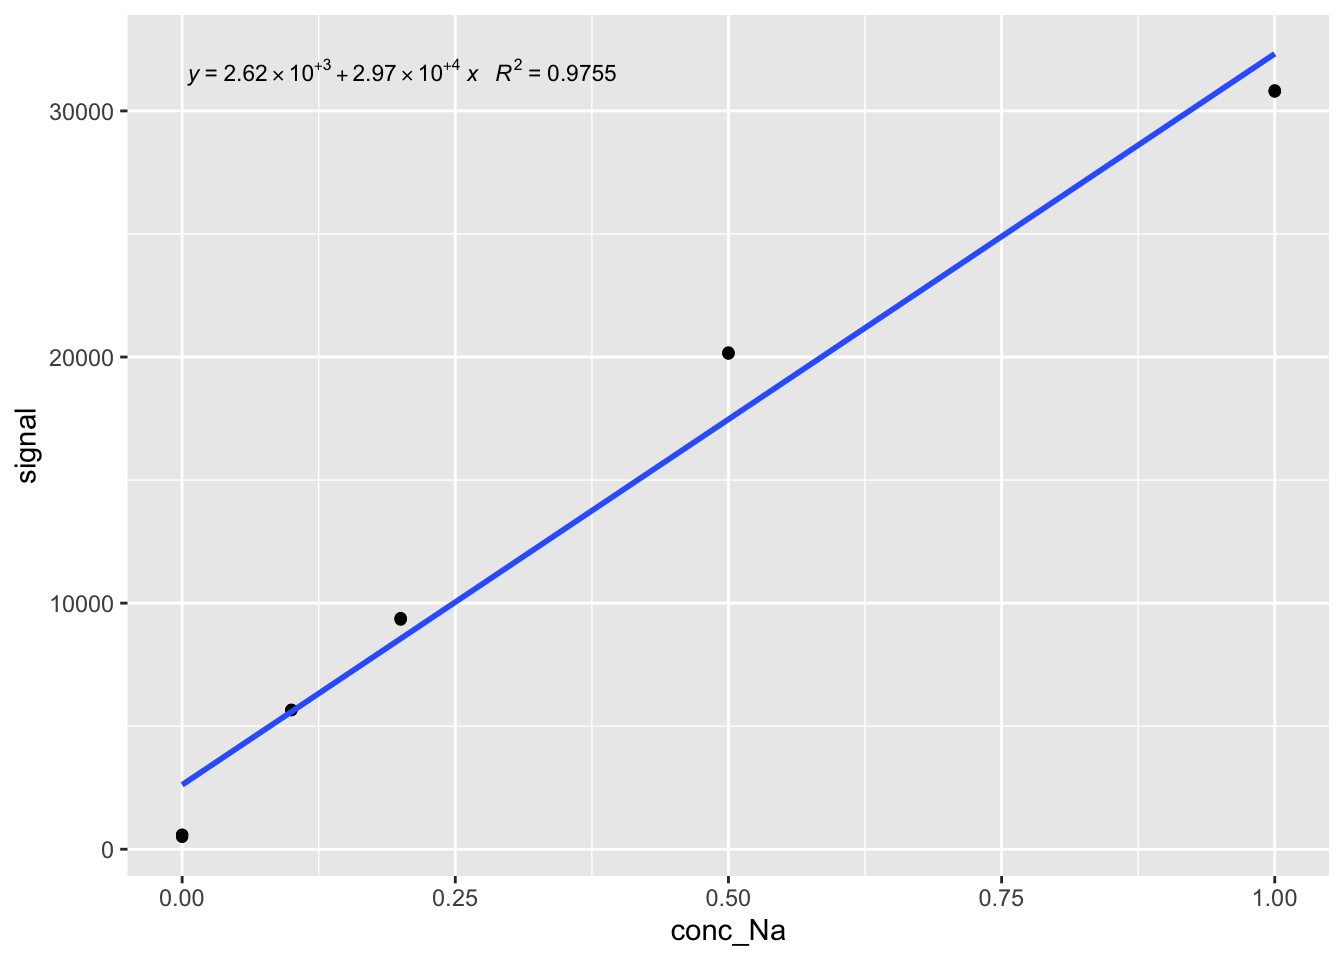 y = 2.62 × 10⁺³ + 2.97 × 10⁺⁴ x R² = 0.9755
30000
20000
10000
0
signal
0.00 0.25 0.50 0.75 1.00
conc_Na